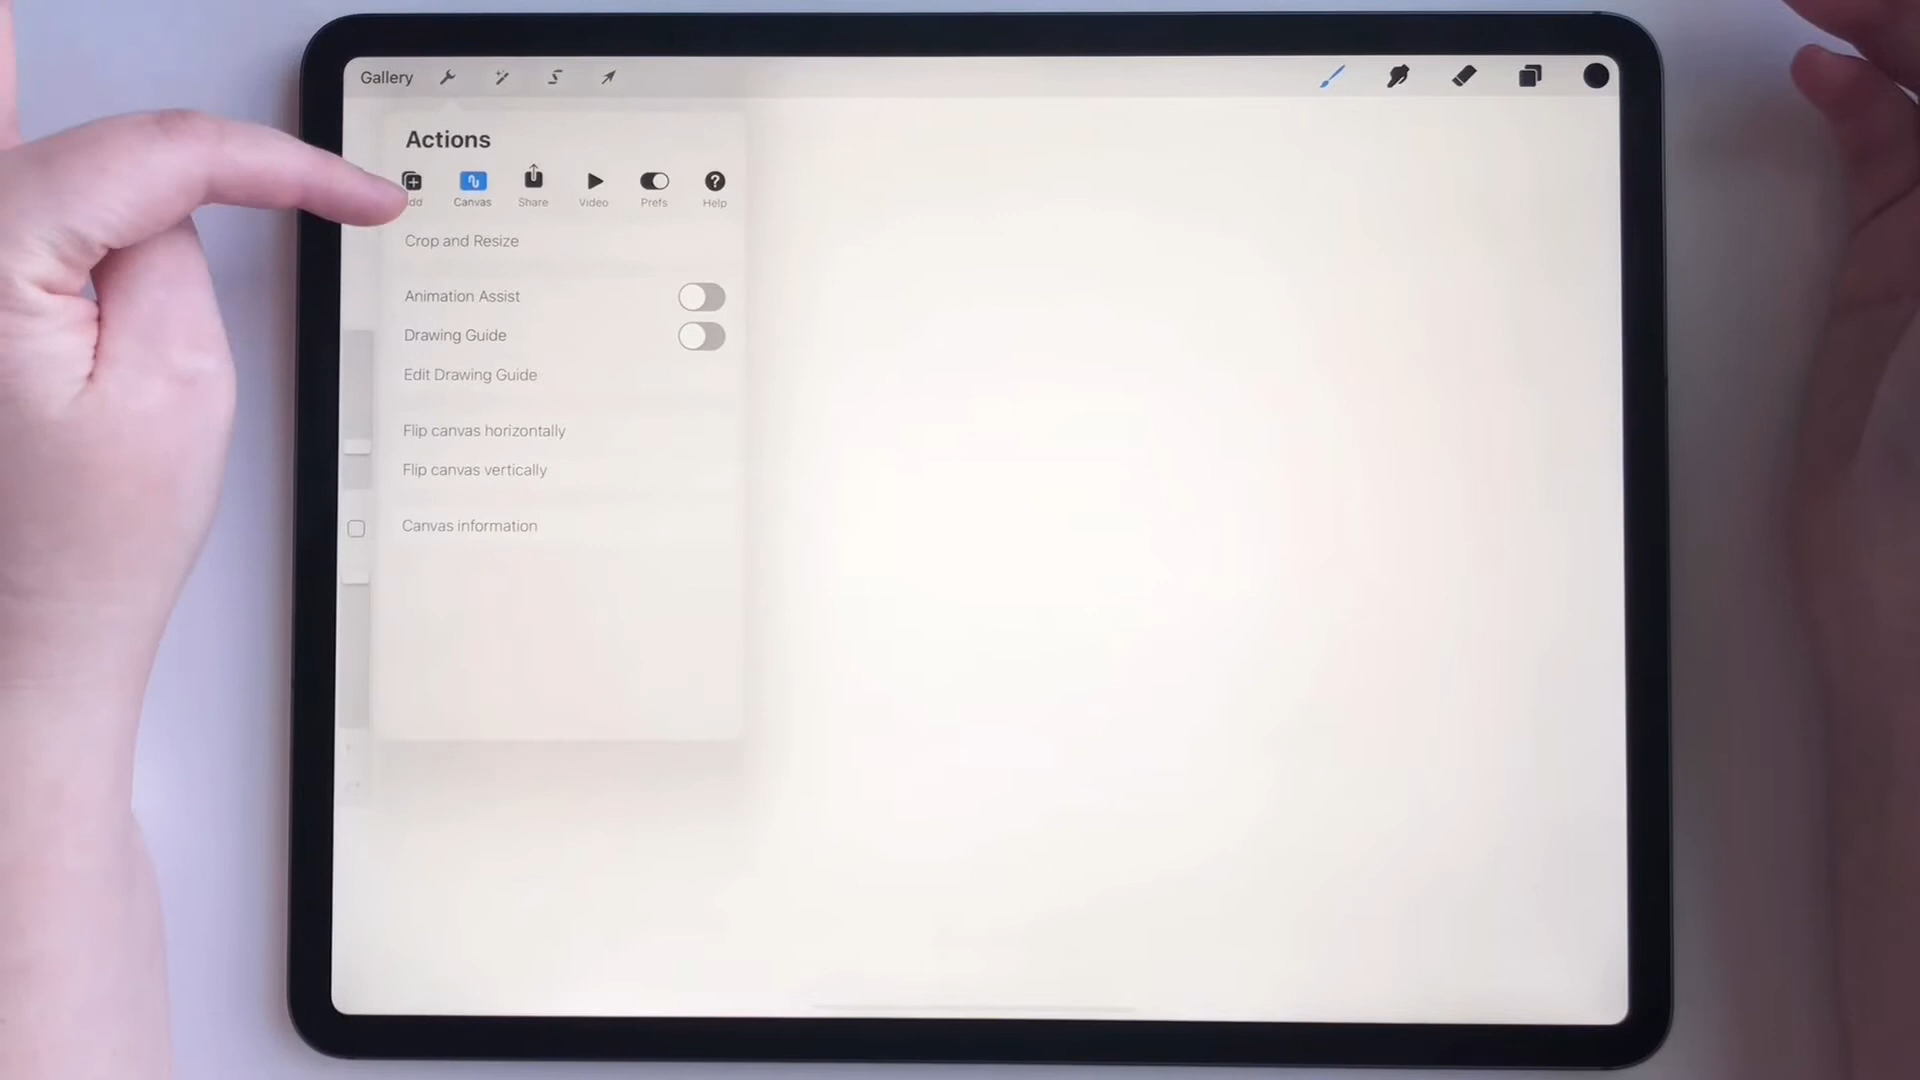 Gallery
Actions
dd Canvas Share Video Prefs Help
Crop and Resize
Animation Assist
Drawing Guide
Edit Drawing Guide
Flip canvas horizontally
Flip canvas vertically
Canvas information